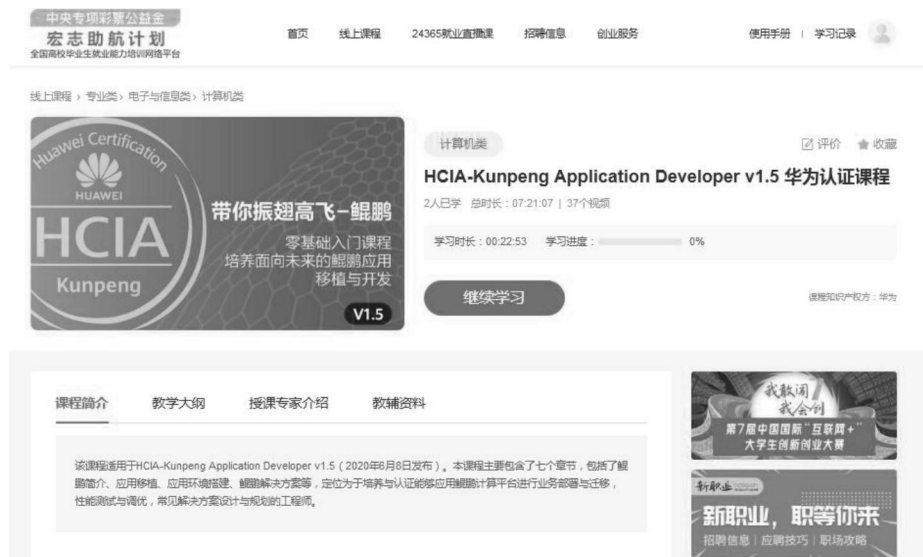 中央专项彩票公益金
宏志助航计划
全国高校毕业生就业能力培训网络平台
首页 线上课程 24365就业直播课 招聘信息 创业服务 使用手册 | 学习记录
线上课程 › 专业类 › 电子与信息类 › 计算机类
Huawei Certification
HUAWEI
HCIA
Kunpeng
带你振翅高飞-鲲鹏
零基础入门课程
培养面向未来的鲲鹏应用
移植与开发
V1.5
计算机类
评价 收藏
HCIA-Kunpeng Application Developer v1.5 华为认证课程
2人已学 总时长:07:21:07 | 37个视频
学习时长:00:22:53 学习进度: 0%
继续学习
课程知识产权方:华为
课程简介 教学大纲 授课专家介绍 教辅资料
该课程适用于HCIA-Kunpeng Application Developer v1.5(2020年6月8日发布)。本课程主要包含了七个章节,包括了鲲
鹏简介、应用移植、应用环境搭建、鲲鹏解决方案等,定位于培养与认证能够应用鲲鹏计算平台进行业务部署与迁移,
性能测试与调优,常见解决方案设计与规划的工程师。
我敢闯
我会创
第7届中国国际"互联网+"
大学生创新创业大赛
新职业
新职业,职等你来
招聘信息 | 应聘技巧 | 职场攻略